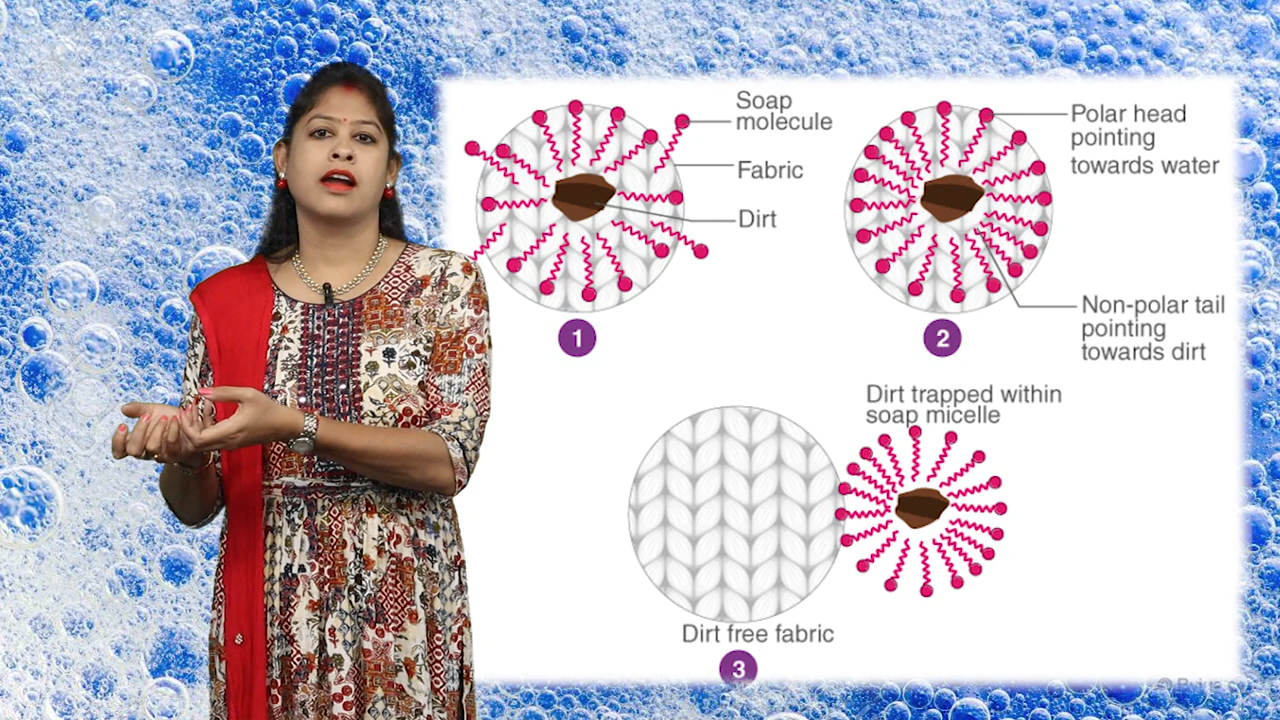 Soap
molecule
Fabric
Dirt
1
Polar head
pointing
towards water
Non-polar tail
pointing
towards dirt
2
Dirt trapped within
soap micelle
Dirt free fabric
3